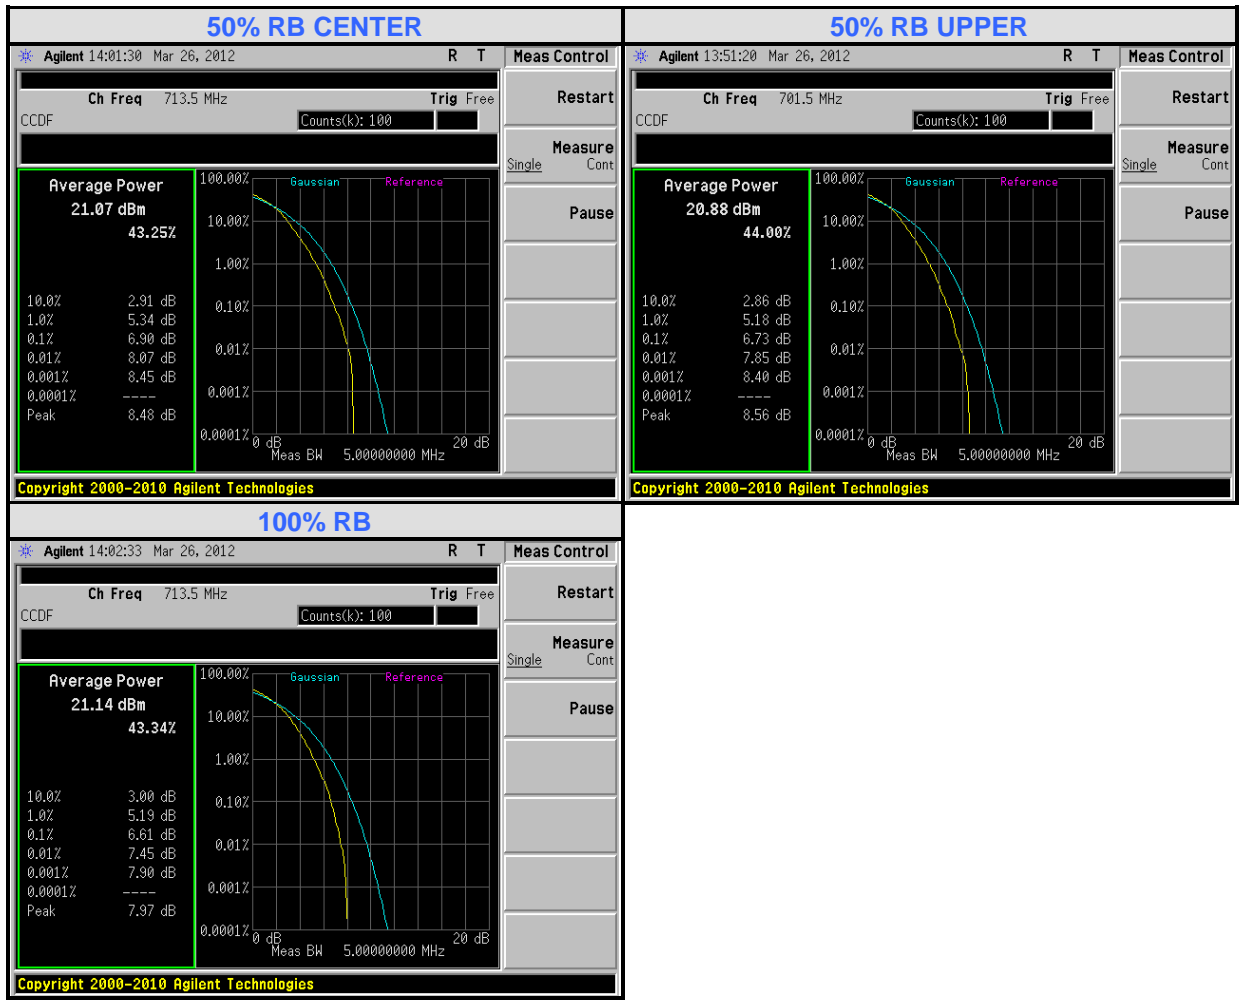 50% RB CENTER
Agilent 14:01:30 Mar 26, 2012 R T
Meas Control
Ch Freq 713.5 MHz Trig Free
CCDF Counts(k): 100
Restart
Measure
Single Cont
Pause
Average Power
21.07 dBm
43.25%
10.0% 2.91 dB
1.0% 5.34 dB
0.1% 6.90 dB
0.01% 8.07 dB
0.001% 8.45 dB
0.0001% ----
Peak 8.48 dB
Gaussian Reference
100.00%
10.00%
1.00%
0.10%
0.01%
0.001%
0.0001%
0 dB 20 dB
Meas BW 5.00000000 MHz
Copyright 2000-2010 Agilent Technologies
50% RB UPPER
Agilent 13:51:20 Mar 26, 2012 R T
Meas Control
Ch Freq 701.5 MHz Trig Free
CCDF Counts(k): 100
Restart
Measure
Single Cont
Pause
Average Power
20.88 dBm
44.00%
10.0% 2.86 dB
1.0% 5.18 dB
0.1% 6.73 dB
0.01% 7.85 dB
0.001% 8.40 dB
0.0001% ----
Peak 8.56 dB
Gaussian Reference
100.00%
10.00%
1.00%
0.10%
0.01%
0.001%
0.0001%
0 dB 20 dB
Meas BW 5.00000000 MHz
Copyright 2000-2010 Agilent Technologies
100% RB
Agilent 14:02:33 Mar 26, 2012 R T
Meas Control
Ch Freq 713.5 MHz Trig Free
CCDF Counts(k): 100
Restart
Measure
Single Cont
Pause
Average Power
21.14 dBm
43.34%
10.0% 3.00 dB
1.0% 5.19 dB
0.1% 6.61 dB
0.01% 7.45 dB
0.001% 7.90 dB
0.0001% ----
Peak 7.97 dB
Gaussian Reference
100.00%
10.00%
1.00%
0.10%
0.01%
0.001%
0.0001%
0 dB 20 dB
Meas BW 5.00000000 MHz
Copyright 2000-2010 Agilent Technologies